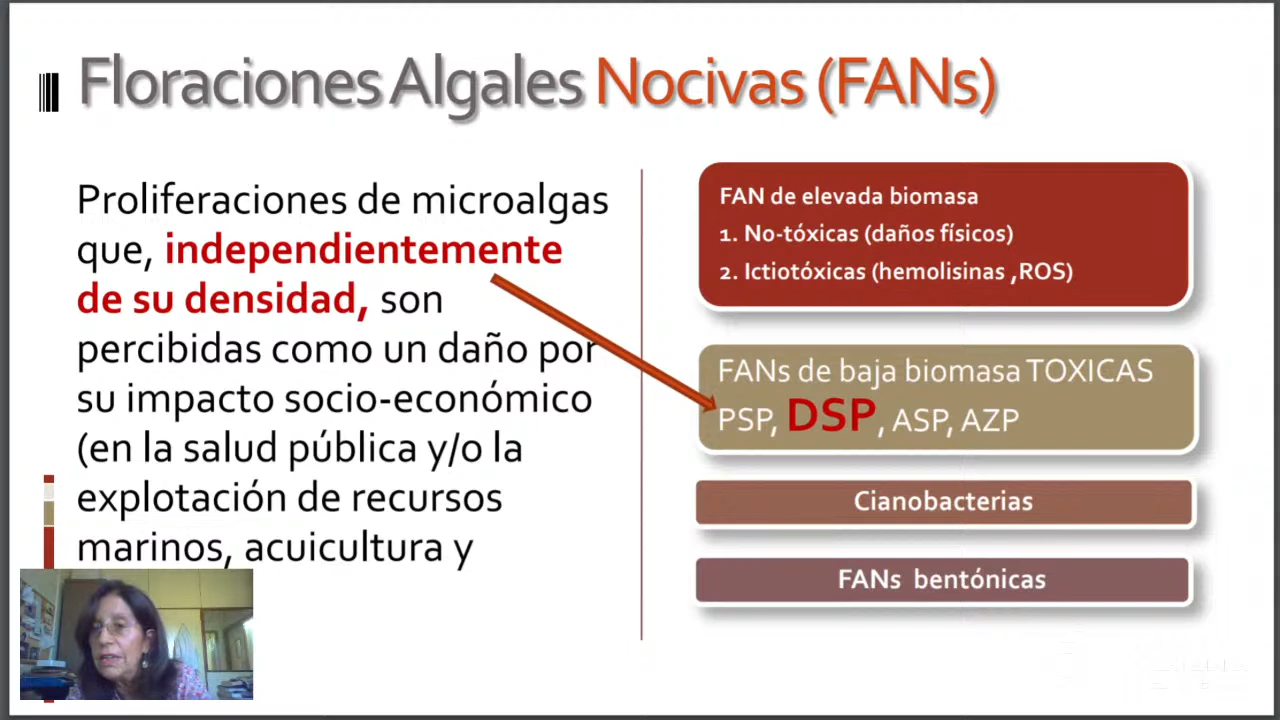 Floraciones Algales Nocivas (FANs)
Proliferaciones de microalgas
que, independientemente
de su densidad, son
percibidas como un daño por
su impacto socio-económico
(en la salud pública y/o la
explotación de recursos
marinos, acuicultura y
FAN de elevada biomasa
1. No-tóxicas (daños físicos)
2. Ictiotóxicas (hemolisinas ,ROS)
FANs de baja biomasa TOXICAS
PSP, DSP, ASP, AZP
Cianobacterias
FANs bentónicas